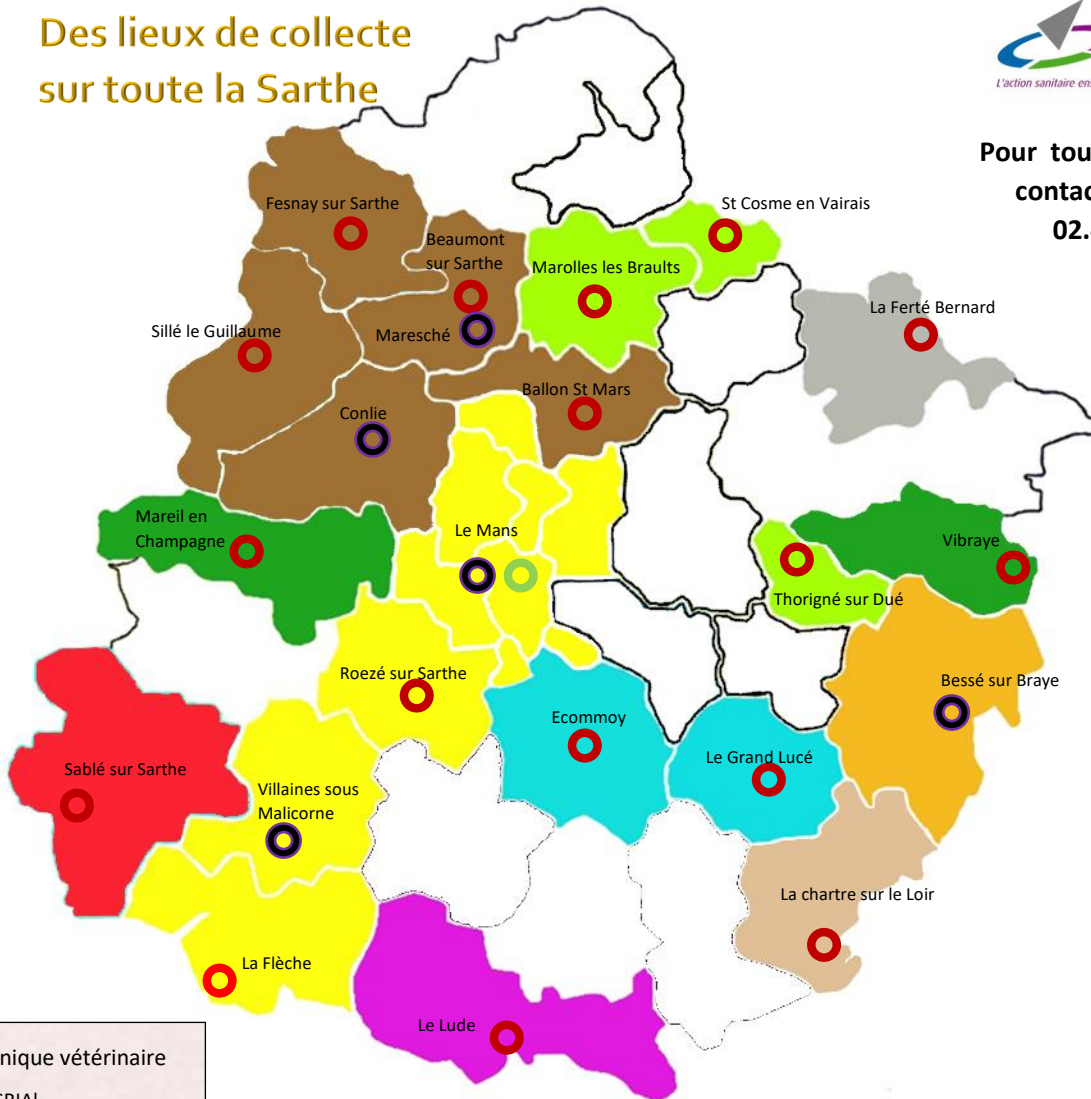 Des lieux de collecte
sur toute la Sarthe
L'action sanitaire ens
Pour tou
contac
02.
Fesnay sur Sarthe
St Cosme en Vairais
Beaumont
sur Sarthe
Marolles les Braults
La Ferté Bernard
Sillé le Guillaume
Maresché
Ballon St Mars
Conlie
Mareil en
Champagne
Le Mans
Vibraye
Thorigné sur Dué
Roezé sur Sarthe
Bessé sur Braye
Ecommoy
Le Grand Lucé
Sablé sur Sarthe
Villaines sous
Malicorne
La chartre sur le Loir
La Flèche
Le Lude
nique vétérinaire